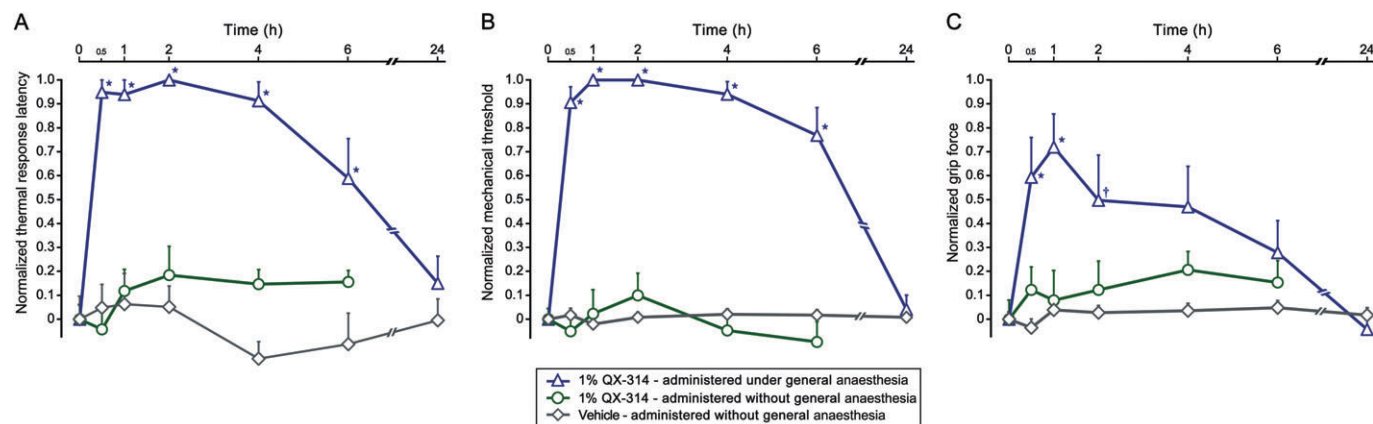 A
Time (h)
0 0.5 1 2 4 6 24
1.0
0.9
0.8
0.7
0.6
0.5
0.4
0.3
0.2
0.1
0
Normalized thermal response latency
* * * * *
B
Time (h)
0 0.5 1 2 4 6 24
1.0
0.9
0.8
0.7
0.6
0.5
0.4
0.3
0.2
0.1
0
Normalized mechanical threshold
* * * * *
C
Time (h)
0 0.5 1 2 4 6 24
1.0
0.9
0.8
0.7
0.6
0.5
0.4
0.3
0.2
0.1
0
Normalized grip force
* * †
1% QX-314 - administered under general anaesthesia
1% QX-314 - administered without general anaesthesia
Vehicle - administered without general anaesthesia